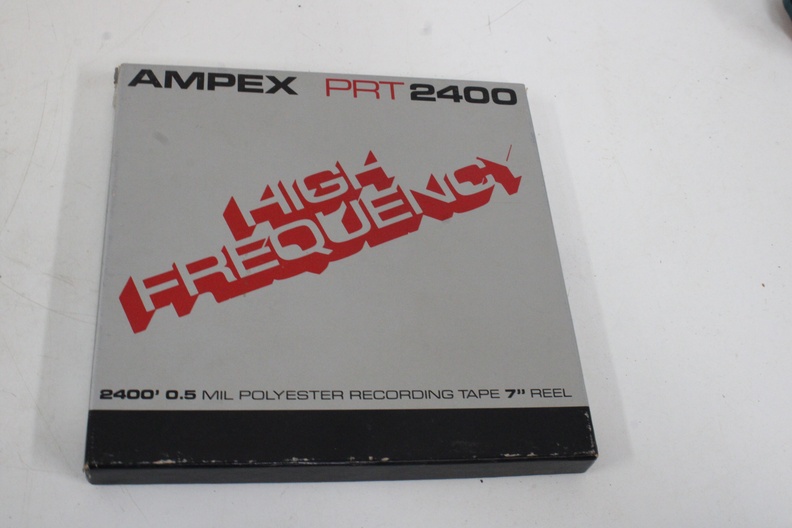 AMPEX PRT 2400
HIGH
FREQUENCY
2400' 0.5 MIL POLYESTER RECORDING TAPE 7" REEL